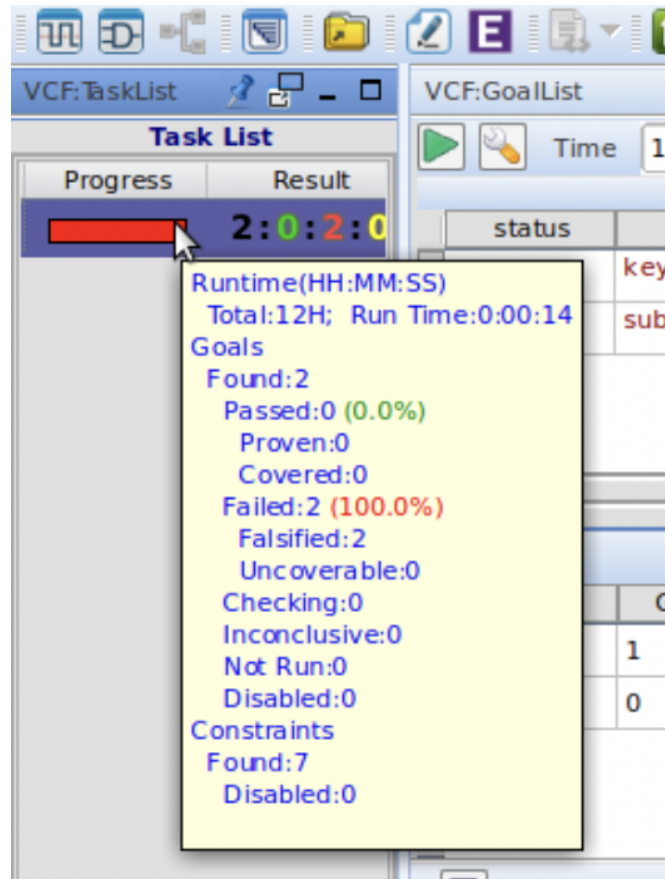 E
VCF:TaskList
VCF:GoalList
Task List
Time 1
Progress Result
status
2:0:2:0
key
sub
Runtime(HH:MM:SS)
Total:12H; Run Time:0:00:14
Goals
Found:2
Passed:0 (0.0%)
Proven:0
Covered:0
Failed:2 (100.0%)
Falsified:2
Uncoverable:0
Checking:0
Inconclusive:0
1
Not Run:0
Disabled:0
0
Constraints
Found:7
Disabled:0